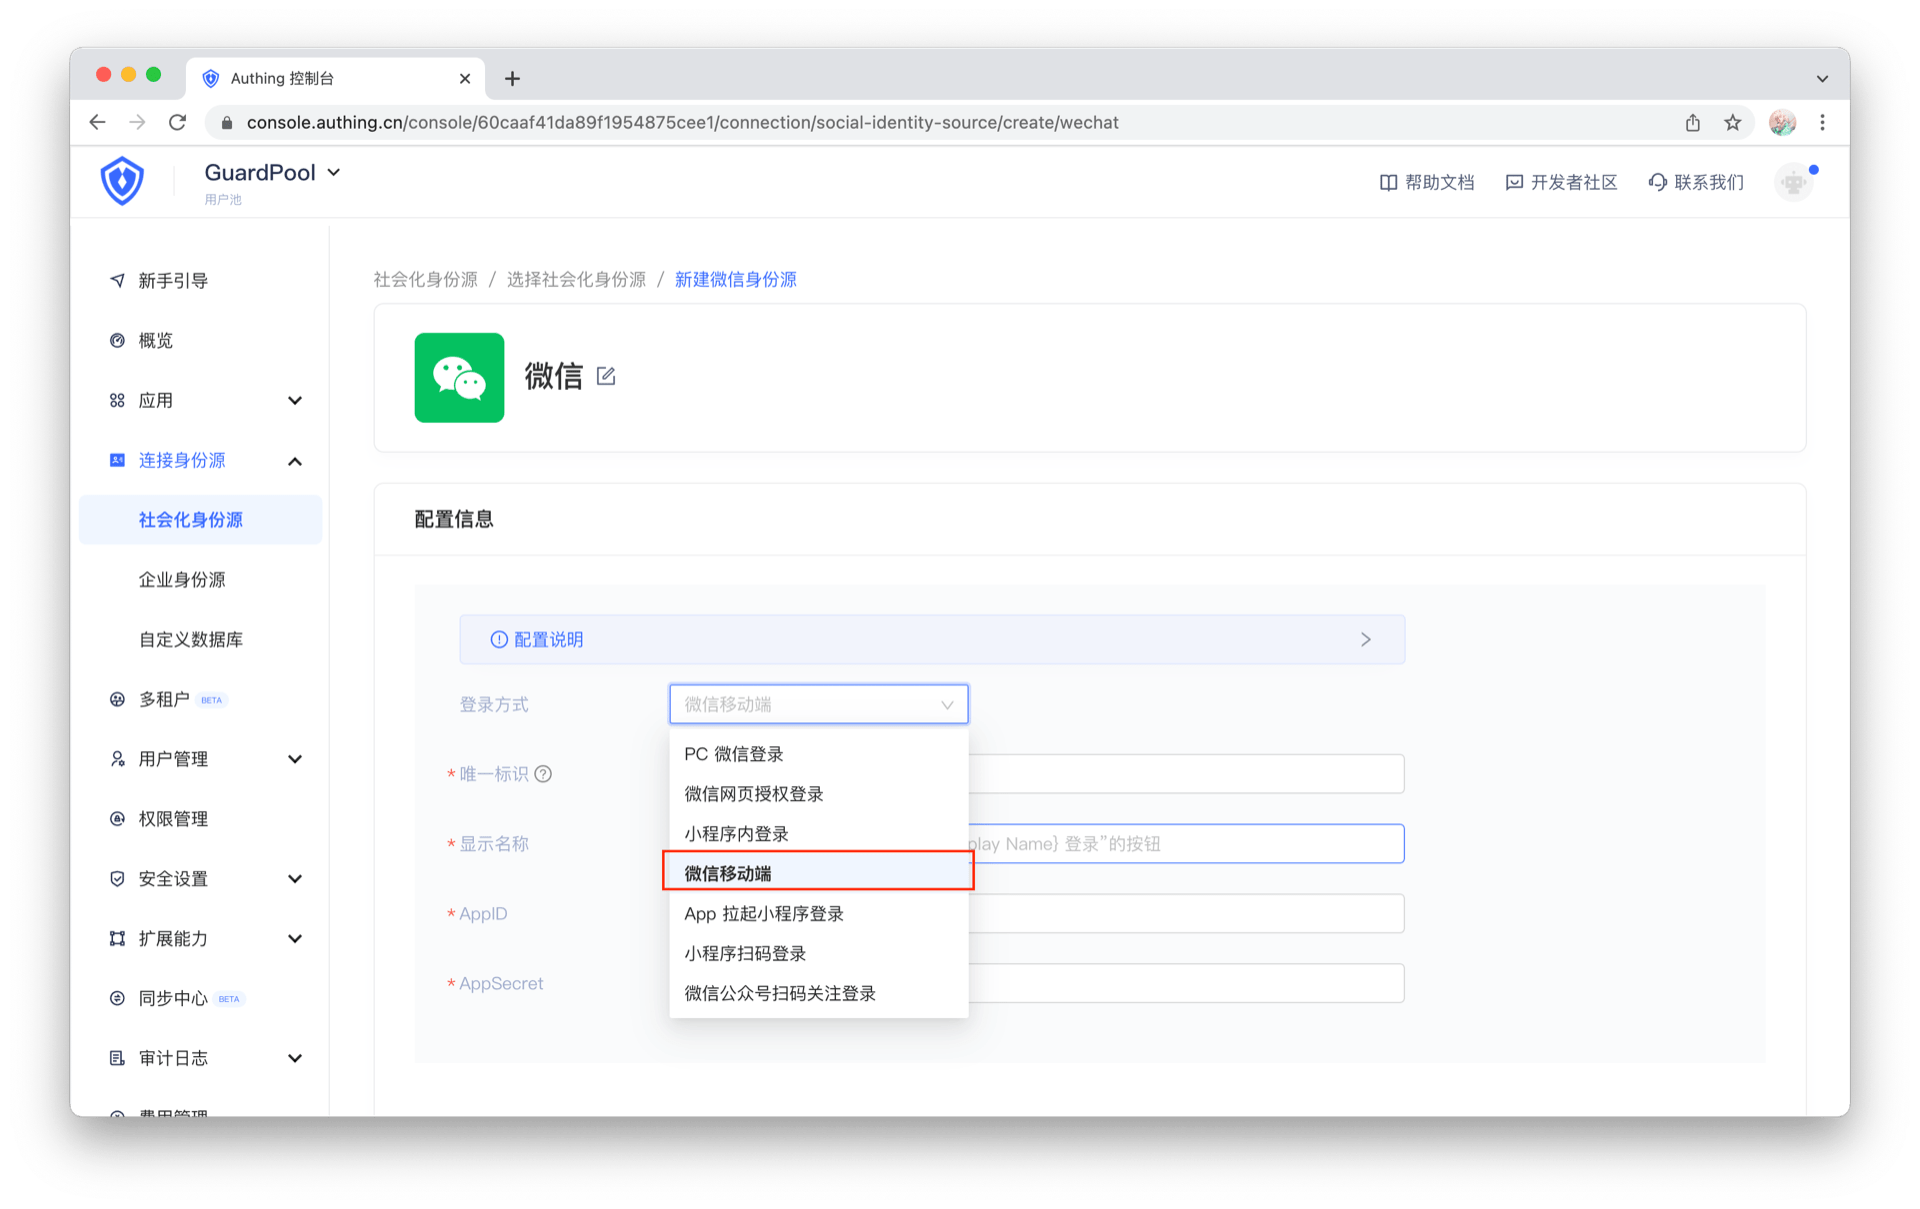 Authing 控制台
console.authing.cn/console/60caaf41da89f1954875cee1/connection/social-identity-source/create/wechat
GuardPool
用户池
帮助文档
开发者社区
联系我们
新手引导
概览
应用
连接身份源
社会化身份源
企业身份源
自定义数据库
多租户 BETA
用户管理
权限管理
安全设置
扩展能力
同步中心 BETA
审计日志
费用管理
社会化身份源 / 选择社会化身份源 / 新建微信身份源
微信
配置信息
配置说明
登录方式
微信移动端
PC 微信登录
微信网页授权登录
小程序内登录
微信移动端
App 拉起小程序登录
小程序扫码登录
微信公众号扫码关注登录
* 唯一标识
* 显示名称
play Name} 登录”的按钮
* AppID
* AppSecret